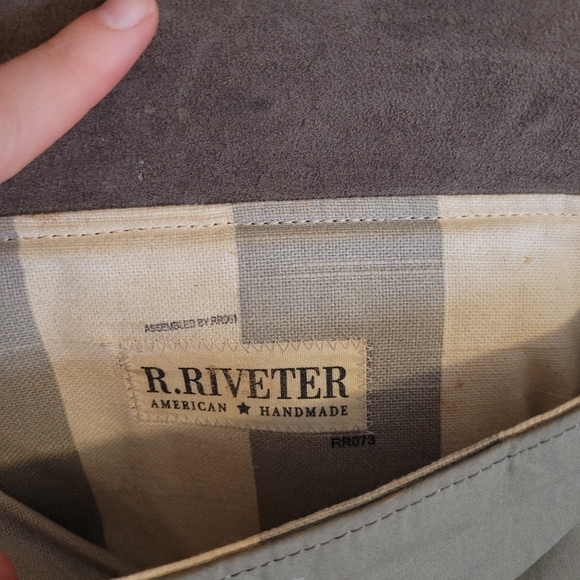 ASSEMBLED BY RR061
R.RIVETER
AMERICAN ★ HANDMADE
RR073